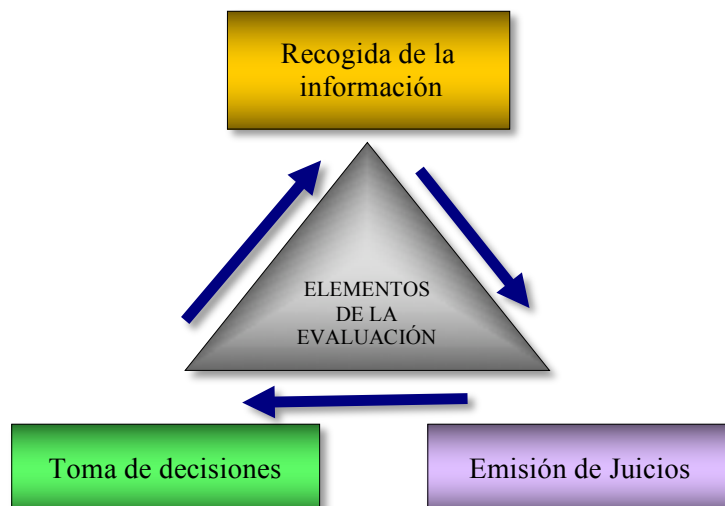 Recogida de la
información
ELEMENTOS
DE LA
EVALUACIÓN
Toma de decisiones
Emisión de Juicios